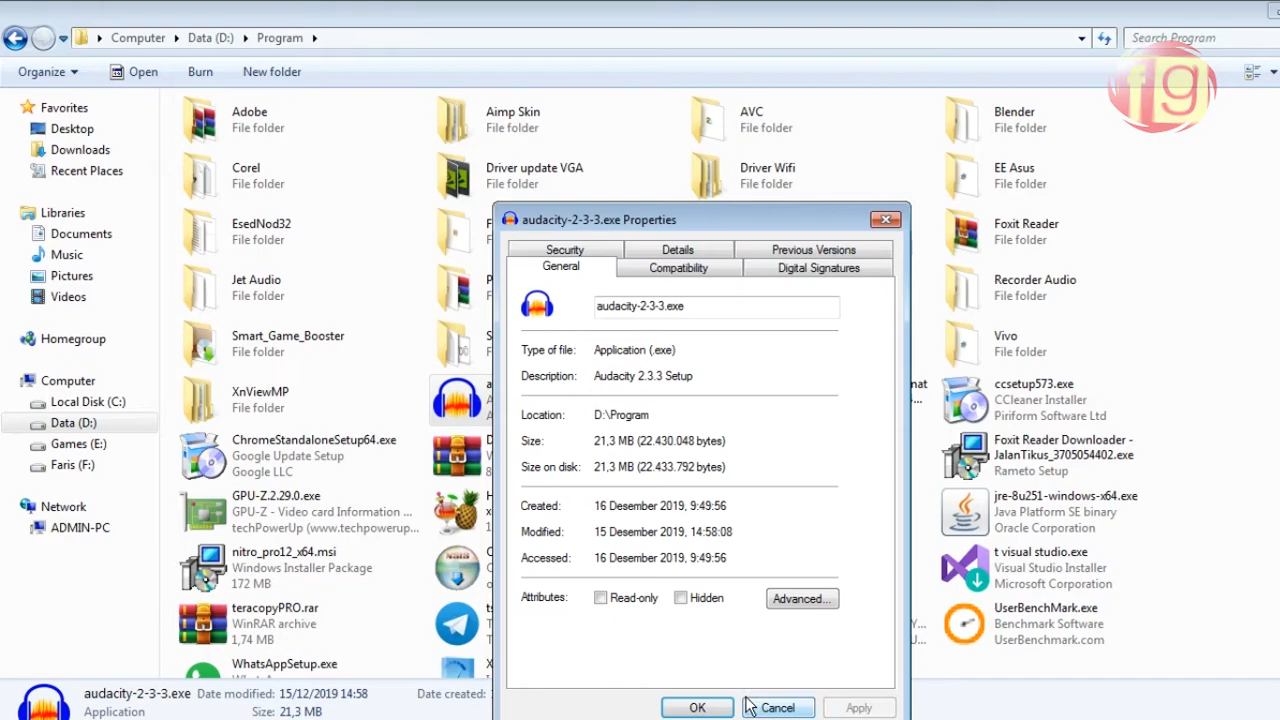 Computer Data (D:) Program
Search Program
Organize Open Burn New folder
fg
Favorites
Desktop
Downloads
Recent Places
Libraries
Documents
Music
Pictures
Videos
Homegroup
Computer
Local Disk (C:)
Data (D:)
Games (E:)
Faris (F:)
Network
ADMIN-PC
Adobe
File folder
Aimp Skin
File folder
AVC
File folder
Blender
File folder
Corel
File folder
Driver update VGA
File folder
Driver Wifi
File folder
EE Asus
File folder
EsedNod32
File folder
Foxit Reader
File folder
Jet Audio
File folder
Recorder Audio
File folder
Smart_Game_Booster
File folder
Vivo
File folder
XnViewMP
File folder
ccsetup573.exe
CCleaner Installer
Piriform Software Ltd
ChromeStandaloneSetup64.exe
Google Update Setup
Google LLC
Foxit Reader Downloader -
JalanTikus_3705054402.exe
Rameto Setup
GPU-Z.2.29.0.exe
GPU-Z - Video card Information ...
techPowerUp (www.techpowerup...
jre-8u251-windows-x64.exe
Java Platform SE binary
Oracle Corporation
nitro_pro12_x64.msi
Windows Installer Package
172 MB
t visual studio.exe
Visual Studio Installer
Microsoft Corporation
teracopyPRO.rar
WinRAR archive
1,74 MB
UserBenchMark.exe
Benchmark Software
UserBenchMark.com
WhatsAppSetup.exe
audacity-2-3-3.exe Properties
Security Details Previous Versions
General Compatibility Digital Signatures
audacity-2-3-3.exe
Type of file: Application (.exe)
Description: Audacity 2.3.3 Setup
Location: D:\Program
Size: 21,3 MB (22.430.048 bytes)
Size on disk: 21,3 MB (22.433.792 bytes)
Created: 16 Desember 2019, 9:49:56
Modified: 15 Desember 2019, 14:58:08
Accessed: 16 Desember 2019, 9:49:56
Attributes: Read-only Hidden Advanced...
OK Cancel Apply
audacity-2-3-3.exe Date modified: 15/12/2019 14:58 Date created:
Application Size: 21,3 MB